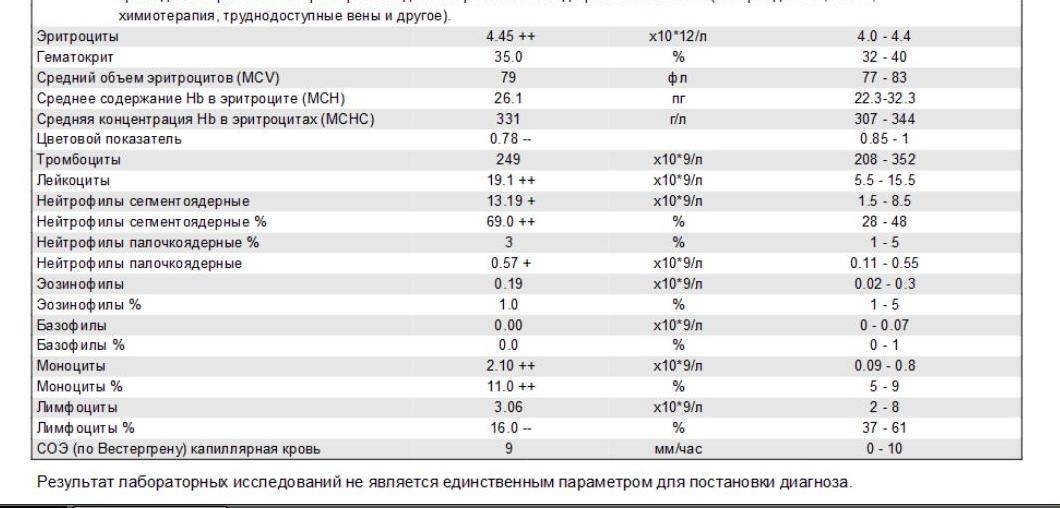 химиотерапия, труднодоступные вены и другое).
Эритроциты 4.45 ++ x10*12/л 4.0 - 4.4
Гематокрит 35.0 % 32 - 40
Средний объем эритроцитов (MCV) 79 фл 77 - 83
Среднее содержание Hb в эритроците (MCH) 26.1 пг 22.3-32.3
Средняя концентрация Hb в эритроцитах (MCHC) 331 г/л 307 - 344
Цветовой показатель 0.78 -- 0.85 - 1
Тромбоциты 249 x10*9/л 208 - 352
Лейкоциты 19.1 ++ x10*9/л 5.5 - 15.5
Нейтрофилы сегментоядерные 13.19 + x10*9/л 1.5 - 8.5
Нейтрофилы сегментоядерные % 69.0 ++ % 28 - 48
Нейтрофилы палочкоядерные % 3 % 1 - 5
Нейтрофилы палочкоядерные 0.57 + x10*9/л 0.11 - 0.55
Эозинофилы 0.19 x10*9/л 0.02 - 0.3
Эозинофилы % 1.0 % 1 - 5
Базофилы 0.00 x10*9/л 0 - 0.07
Базофилы % 0.0 % 0 - 1
Моноциты 2.10 ++ x10*9/л 0.09 - 0.8
Моноциты % 11.0 ++ % 5 - 9
Лимфоциты 3.06 x10*9/л 2 - 8
Лимфоциты % 16.0 -- % 37 - 61
СОЭ (по Вестергрену) капиллярная кровь 9 мм/час 0 - 10
Результат лабораторных исследований не является единственным параметром для постановки диагноза.